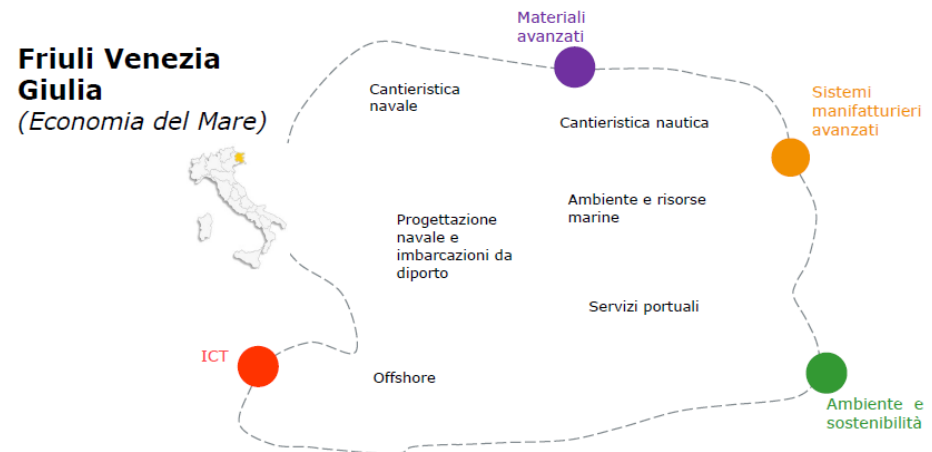 Friuli Venezia
Giulia
(Economia del Mare)
Materiali
avanzati
Cantieristica
navale
Cantieristica nautica
Sistemi
manifatturieri
avanzati
Ambiente e risorse
marine
Progettazione
navale e
imbarcazioni da
diporto
Servizi portuali
ICT
Offshore
Ambiente e
sostenibilità